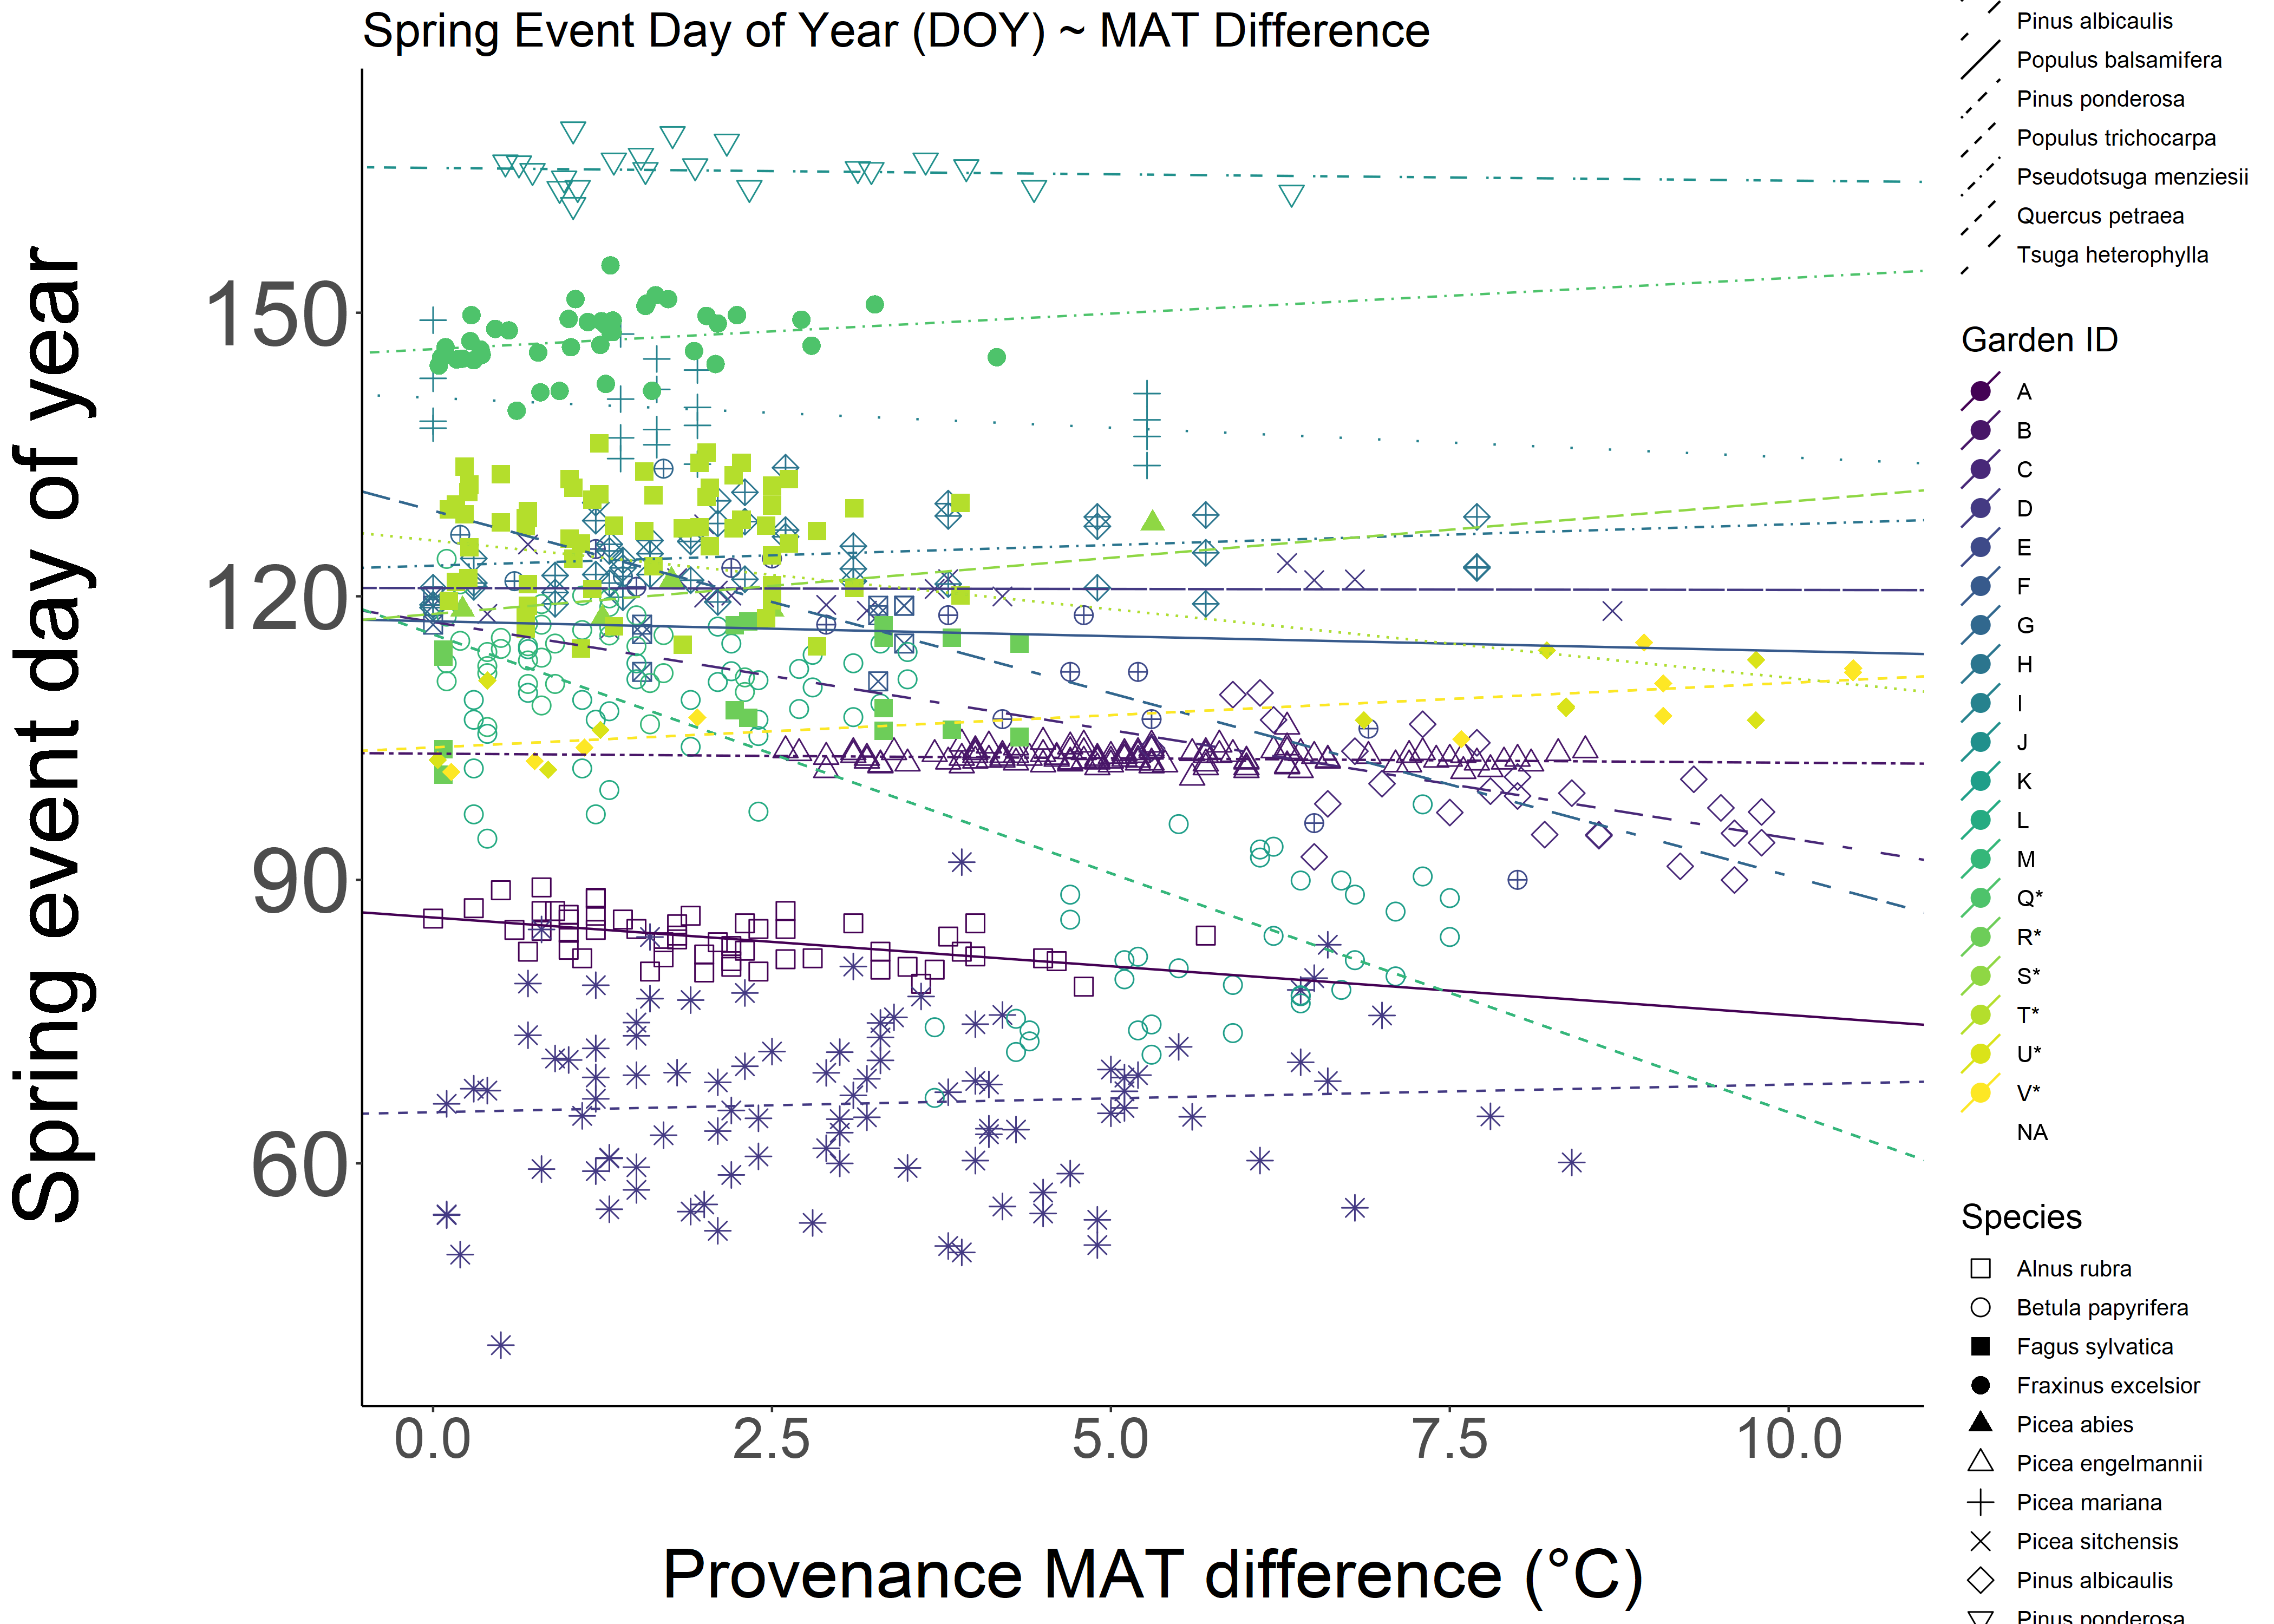 Spring Event Day of Year (DOY) ~ MAT Difference
Spring event day of year
150
120
90
60
0.0
2.5
5.0
7.5
10.0
Provenance MAT difference (°C)
Pinus albicaulis
Populus balsamifera
Pinus ponderosa
Populus trichocarpa
Pseudotsuga menziesii
Quercus petraea
Tsuga heterophylla
Garden ID
A
B
C
D
E
F
G
H
I
J
K
L
M
Q*
R*
S*
T*
U*
V*
NA
Species
Alnus rubra
Betula papyrifera
Fagus sylvatica
Fraxinus excelsior
Picea abies
Picea engelmannii
Picea mariana
Picea sitchensis
Pinus albicaulis
Pinus ponderosa